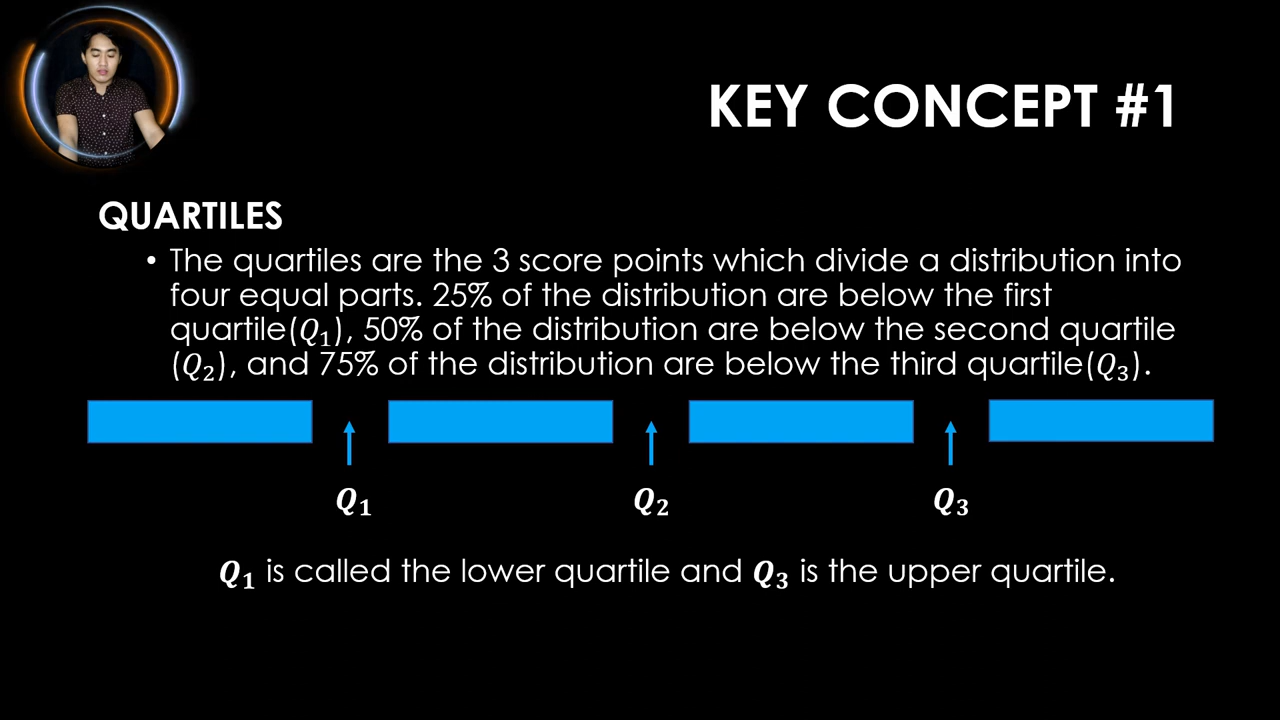 KEY CONCEPT #1
QUARTILES
• The quartiles are the 3 score points which divide a distribution into
four equal parts. 25% of the distribution are below the first
quartile(Q₁), 50% of the distribution are below the second quartile
(Q₂), and 75% of the distribution are below the third quartile(Q₃).
Q₁ Q₂ Q₃
Q₁ is called the lower quartile and Q₃ is the upper quartile.